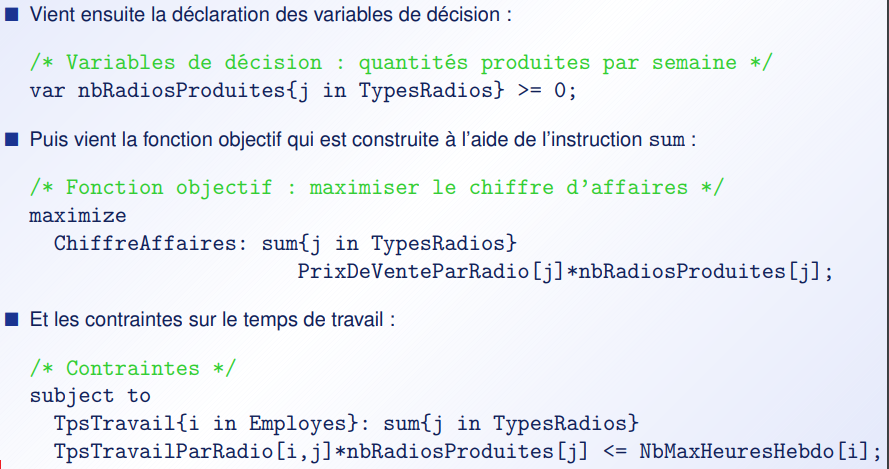 Vient ensuite la déclaration des variables de décision :
/* Variables de décision : quantités produites par semaine */
var nbRadiosProduites{j in TypesRadios} >= 0;
Puis vient la fonction objectif qui est construite à l'aide de l'instruction sum :
/* Fonction objectif : maximiser le chiffre d'affaires */
maximize
ChiffreAffaires: sum{j in TypesRadios}
PrixDeVenteParRadio[j]*nbRadiosProduites[j];
Et les contraintes sur le temps de travail :
/* Contraintes */
subject to
TpsTravail{i in Employes}: sum{j in TypesRadios}
TpsTravailParRadio[i,j]*nbRadiosProduites[j] <= NbMaxHeuresHebdo[i];